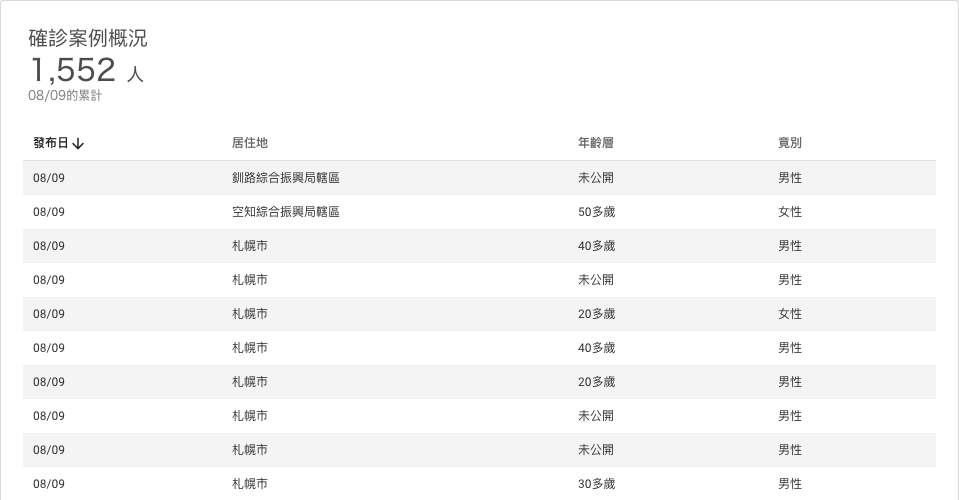 確診案例概況
1,552 人
08/09的累計
發布日↓ 居住地 年齡層 竟別
08/09 釧路綜合振興局轄區 未公開 男性
08/09 空知綜合振興局轄區 50多歲 女性
08/09 札幌市 40多歲 男性
08/09 札幌市 未公開 男性
08/09 札幌市 20多歲 女性
08/09 札幌市 40多歲 男性
08/09 札幌市 20多歲 男性
08/09 札幌市 未公開 男性
08/09 札幌市 未公開 男性
08/09 札幌市 30多歲 男性